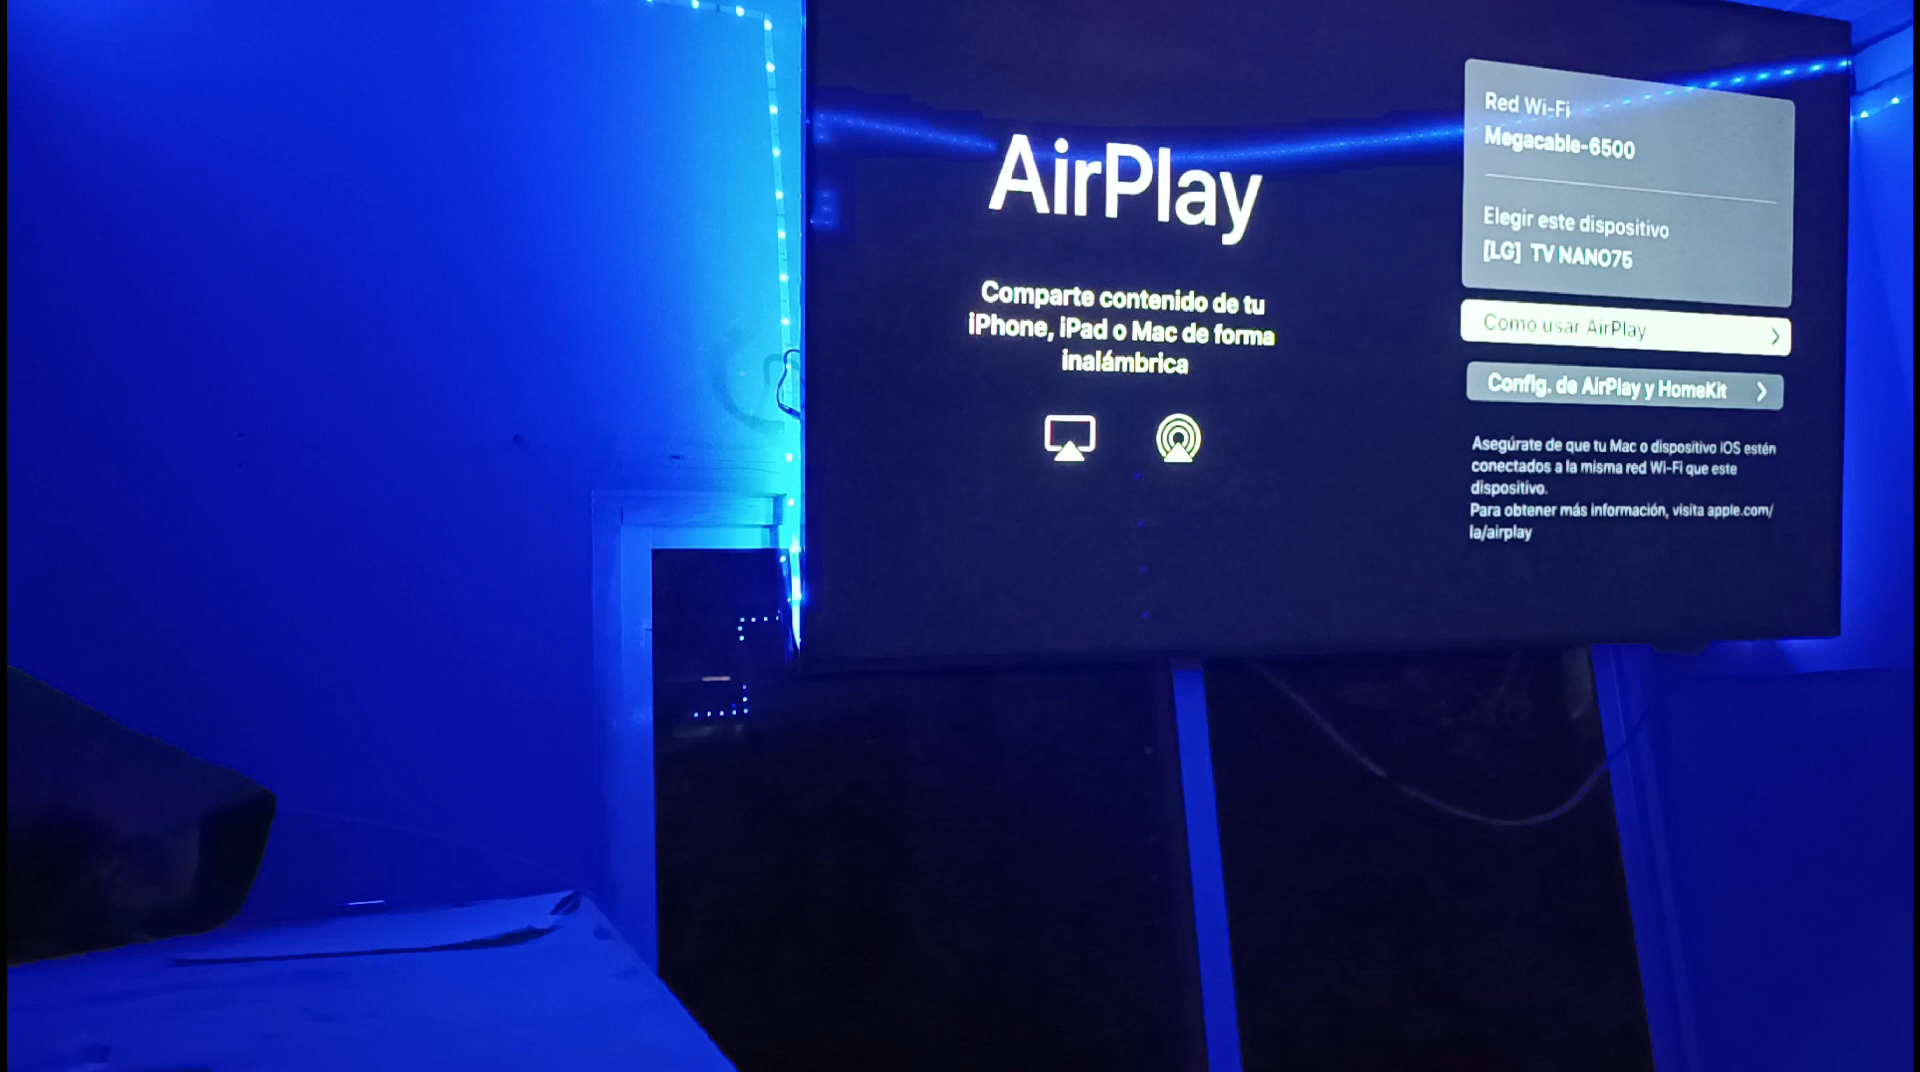 AirPlay
Comparte contenido de tu
iPhone, iPad o Mac de forma
inalámbrica
Red Wi-Fi
Megacable-6500
Elegir este dispositivo
[LG] TV NANO75
Como usar AirPlay
Config. de AirPlay y HomeKit
Asegúrate de que tu Mac o dispositivo iOS estén
conectados a la misma red Wi-Fi que este
dispositivo.
Para obtener más información, visita apple.com/
la/airplay